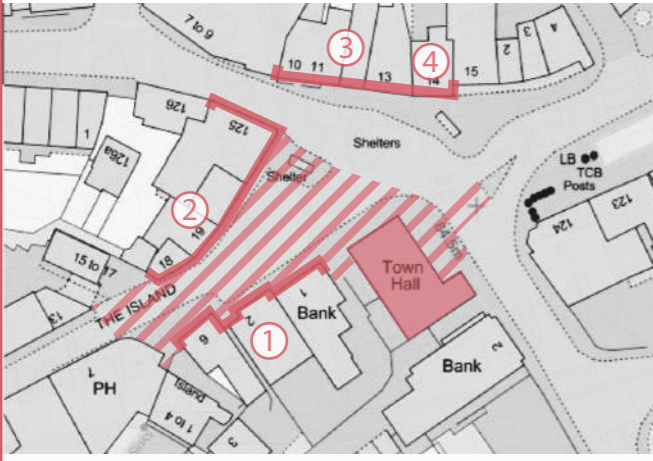 7 to 9
10
11
3
13
4
14
15
2
3
4
126
125
1
126a
Shelters
Shelter
LB
TCB
Posts
2
19
18
15 to 17
84.5m
124
123
THE ISLAND
Town
Hall
13
1
Bank
1
2
6
Bank
2
1
PH
Island
1 to 4
3